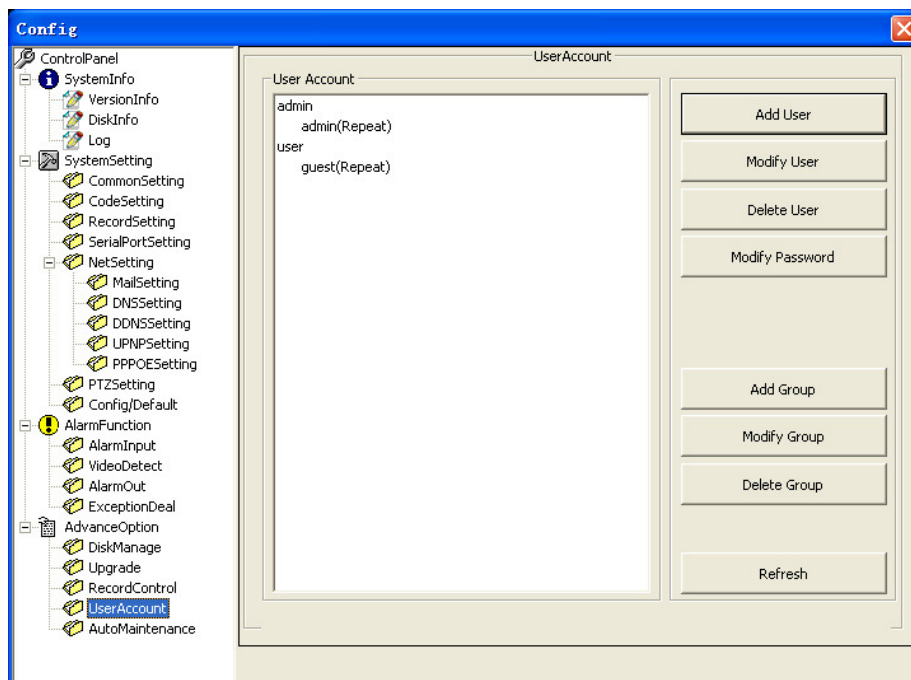 Config
ControlPanel
SystemInfo
VersionInfo
DiskInfo
Log
SystemSetting
CommonSetting
CodeSetting
RecordSetting
SerialPortSetting
NetSetting
MailSetting
DNSSetting
DDNSSetting
UPNPSetting
PPPOESetting
PTZSetting
Config/Default
AlarmFunction
AlarmInput
VideoDetect
AlarmOut
ExceptionDeal
AdvanceOption
DiskManage
Upgrade
RecordControl
UserAccount
AutoMaintenance
UserAccount
User Account
admin
admin(Repeat)
user
guest(Repeat)
Add User
Modify User
Delete User
Modify Password
Add Group
Modify Group
Delete Group
Refresh